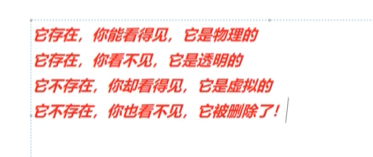 它存在，你能看得见，它是物理的
它存在，你看不见，它是透明的
它不存在，你却看得见，它是虚拟的
它不存在，你也看不见，它被删除了！